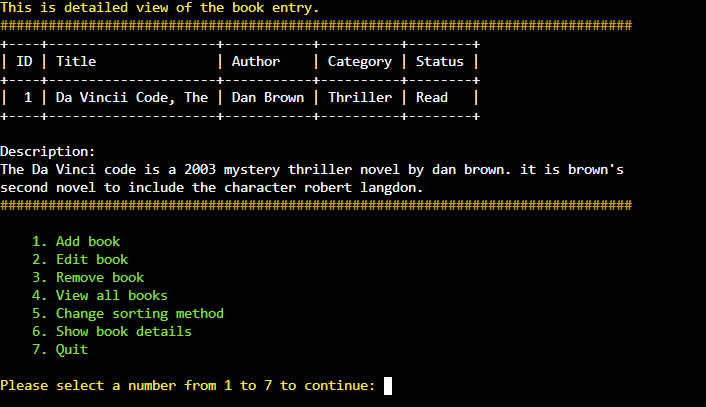 This is detailed view of the book entry.
###############################################################################
+----+---------------------+-----------+----------+--------+
| ID | Title               | Author    | Category | Status |
+----+---------------------+-----------+----------+--------+
|  1 | Da Vincii Code, The | Dan Brown | Thriller | Read   |
+----+---------------------+-----------+----------+--------+
Description:
The Da Vinci code is a 2003 mystery thriller novel by dan brown. it is brown's
second novel to include the character robert langdon.
###############################################################################
1. Add book
2. Edit book
3. Remove book
4. View all books
5. Change sorting method
6. Show book details
7. Quit
Please select a number from 1 to 7 to continue: